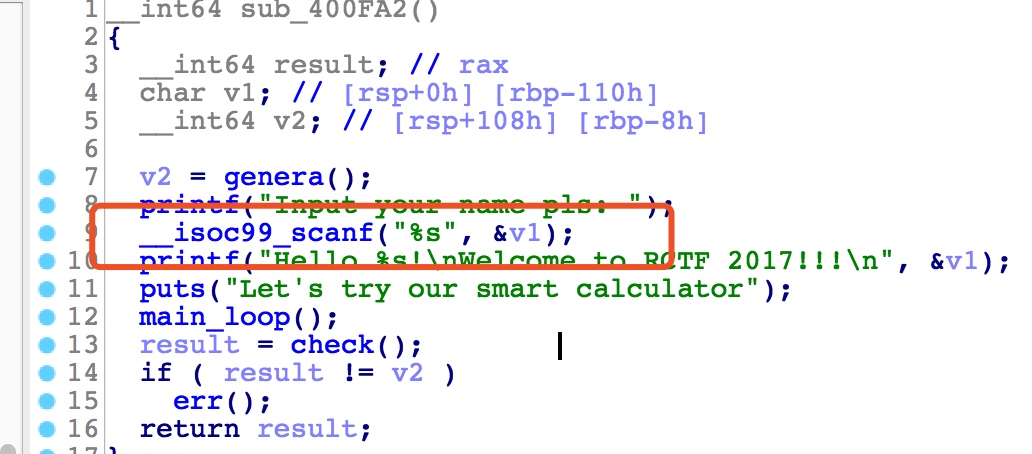 1 __int64 sub_400FA2()
2 {
3 __int64 result; // rax
4 char v1; // [rsp+0h] [rbp-110h]
5 __int64 v2; // [rsp+108h] [rbp-8h]
6
7 v2 = genera();
8 printf("Input your name pls: ");
9 __isoc99_scanf("%s", &v1);
10 printf("Hello %s!\nWelcome to RCTF 2017!!!\n", &v1);
11 puts("Let's try our smart calculator");
12 main_loop();
13 result = check();
14 if ( result != v2 )
15 err();
16 return result;
17 }